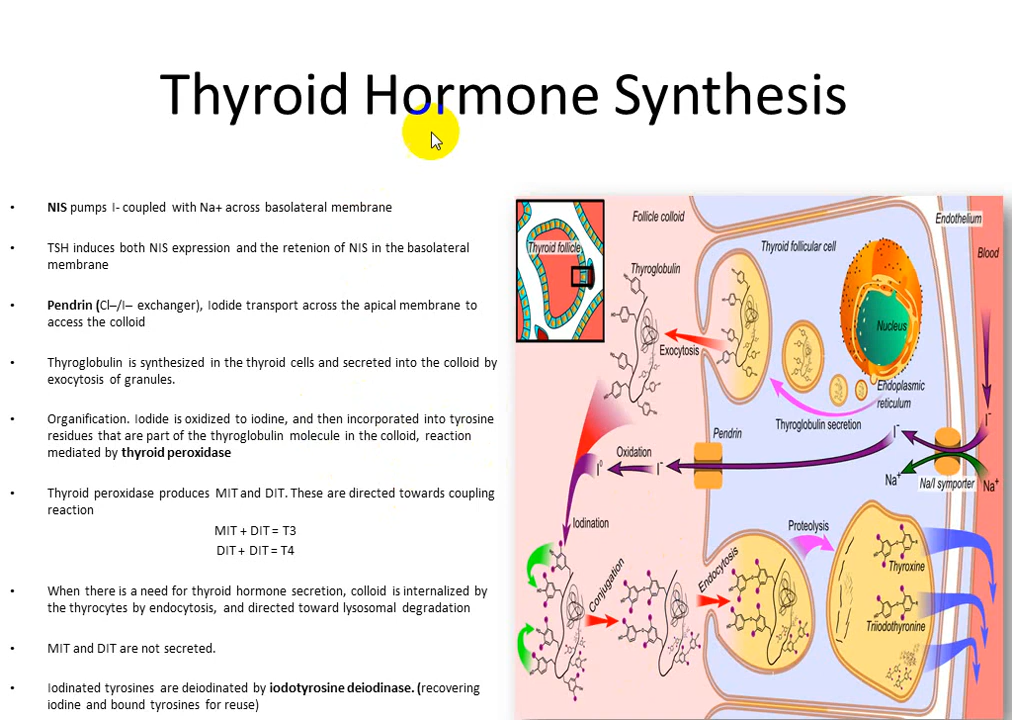 Thyroid Hormone Synthesis
• NIS pumps I- coupled with Na+ across basolateral membrane
• TSH induces both NIS expression and the retenion of NIS in the basolateral
membrane
• Pendrin (Cl–/I– exchanger), Iodide transport across the apical membrane to
access the colloid
• Thyroglobulin is synthesized in the thyroid cells and secreted into the colloid by
exocytosis of granules.
• Organification. Iodide is oxidized to iodine, and then incorporated into tyrosine
residues that are part of the thyroglobulin molecule in the colloid, reaction
mediated by thyroid peroxidase
• Thyroid peroxidase produces MIT and DIT. These are directed towards coupling
reaction
MIT + DIT = T3
DIT + DIT = T4
• When there is a need for thyroid hormone secretion, colloid is internalized by
the thyrocytes by endocytosis, and directed toward lysosomal degradation
• MIT and DIT are not secreted.
• Iodinated tyrosines are deiodinated by iodotyrosine deiodinase. (recovering
iodine and bound tyrosines for reuse)
Thyroid follicle
Follicle colloid
Endothelium
Thyroid follicular cell
Blood
Thyroglobulin
Nucleus
Exocytosis
Endoplasmic
reticulum
Thyroglobulin secretion
I-
I-
Pendrin
Oxidation
I0
I-
Na+
Na/I symporter
Na+
Iodination
Proteolysis
Conjugation
Endocytosis
Thyroxine
Triiodothyronine